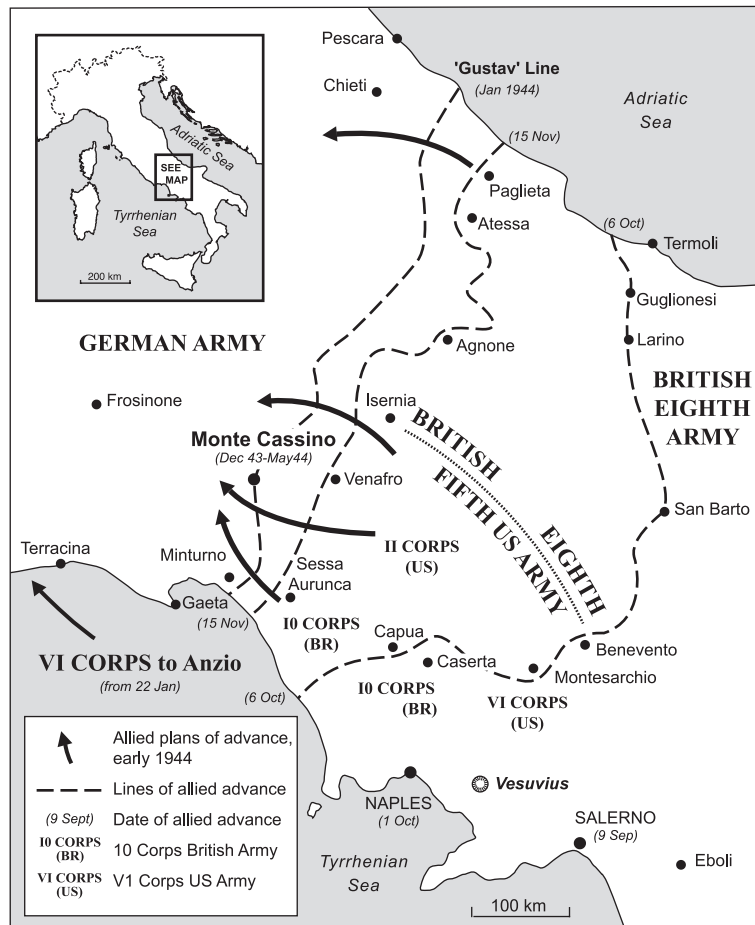 Pescara
'Gustav' Line
(Jan 1944)
Chieti
Adriatic
Sea
(15 Nov)
Paglieta
Atessa
(6 Oct)
Termoli
Guglionesi
Larino
Adriatic
Sea
SEE
MAP
Tyrrhenian
Sea
200 km
GERMAN ARMY
Agnone
BRITISH
EIGHTH
ARMY
Frosinone
Isernia
Monte Cassino
(Dec 43-May44)
Venafro
BRITISH EIGHTH
FIFTH US ARMY
San Barto
II CORPS
(US)
Terracina
Minturno
Sessa
Aurunca
Gaeta
(15 Nov)
I0 CORPS
(BR)
VI CORPS to Anzio
(from 22 Jan)
Capua
Caserta
Benevento
Montesarchio
I0 CORPS
(BR)
VI CORPS
(US)
(6 Oct)
Allied plans of advance,
early 1944
Lines of allied advance
(9 Sept) Date of allied advance
I0 CORPS
(BR) 10 Corps British Army
VI CORPS
(US) V1 Corps US Army
NAPLES
(1 Oct)
Vesuvius
SALERNO
(9 Sep)
Eboli
Tyrrhenian
Sea
100 km